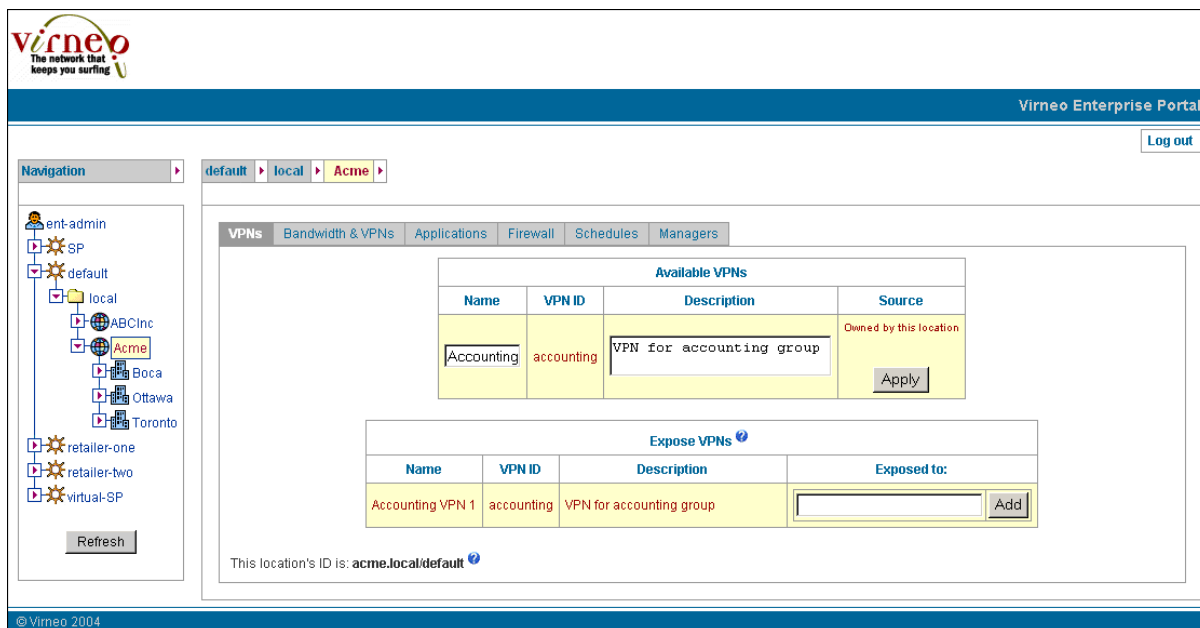 Virneo
The network that
keeps you surfing
Virneo Enterprise Portal
Log out
Navigation
default local Acme
ent-admin
SP
default
local
ABCInc
Acme
Boca
Ottawa
Toronto
retailer-one
retailer-two
virtual-SP
Refresh
VPNs Bandwidth & VPNs Applications Firewall Schedules Managers
Available VPNs
Name VPN ID Description Source
Accounting accounting VPN for accounting group Owned by this location
Apply
Expose VPNs ?
Name VPN ID Description Exposed to:
Accounting VPN 1 accounting VPN for accounting group Add
This location's ID is: acme.local/default ?
© Virneo 2004